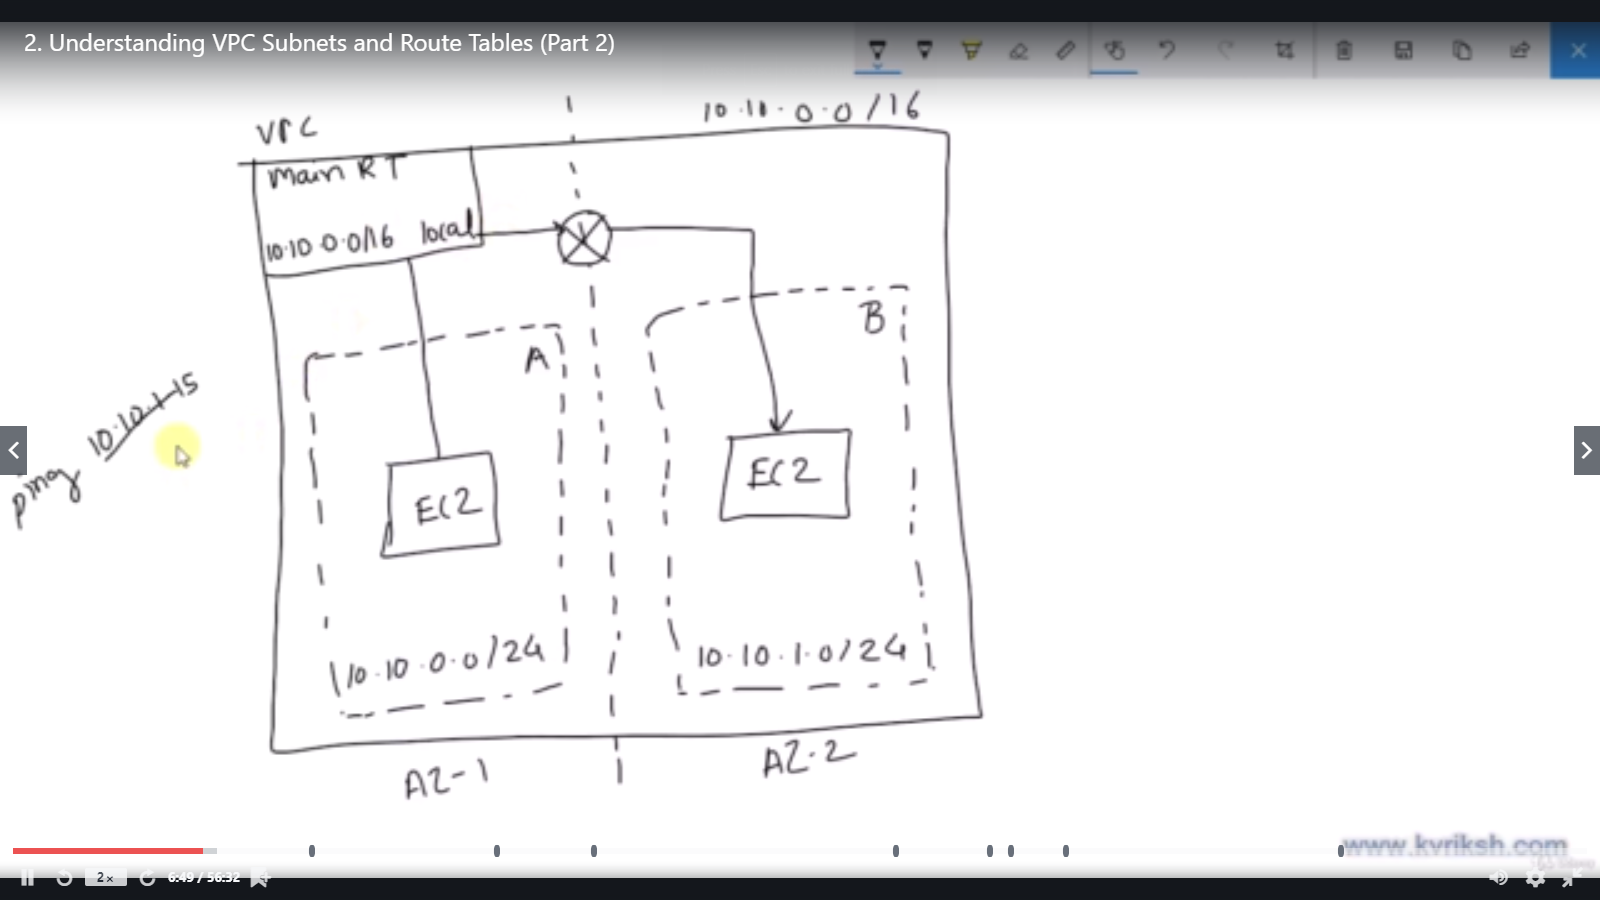 2. Understanding VPC Subnets and Route Tables (Part 2)
VPC
10.10.0.0/16
Main RT
10.10.0.0/16 local
A
B
ping 10.10.1.15
EC2
EC2
10.10.0.0/24
10.10.1.0/24
AZ-1
AZ-2
www.kvriksh.com
2x
6:49 / 56:32